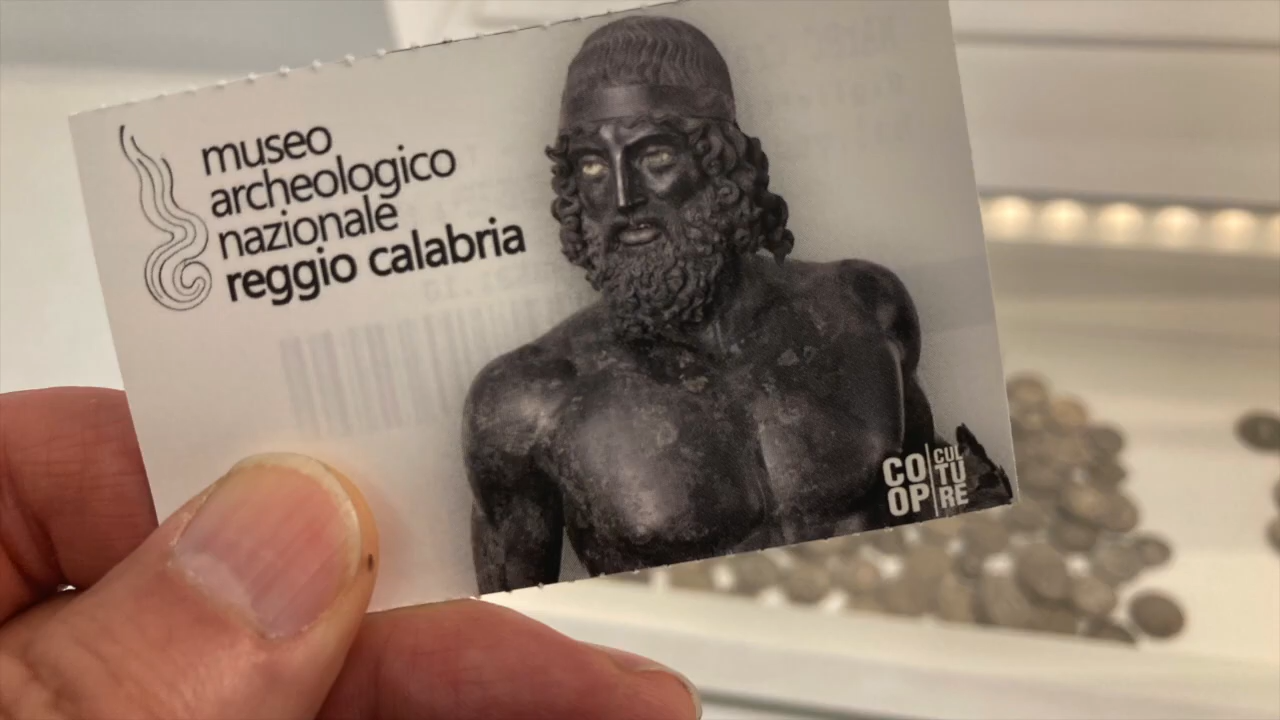 museo
archeologico
nazionale
reggio calabria
CO
OP
CUL
TU
RE